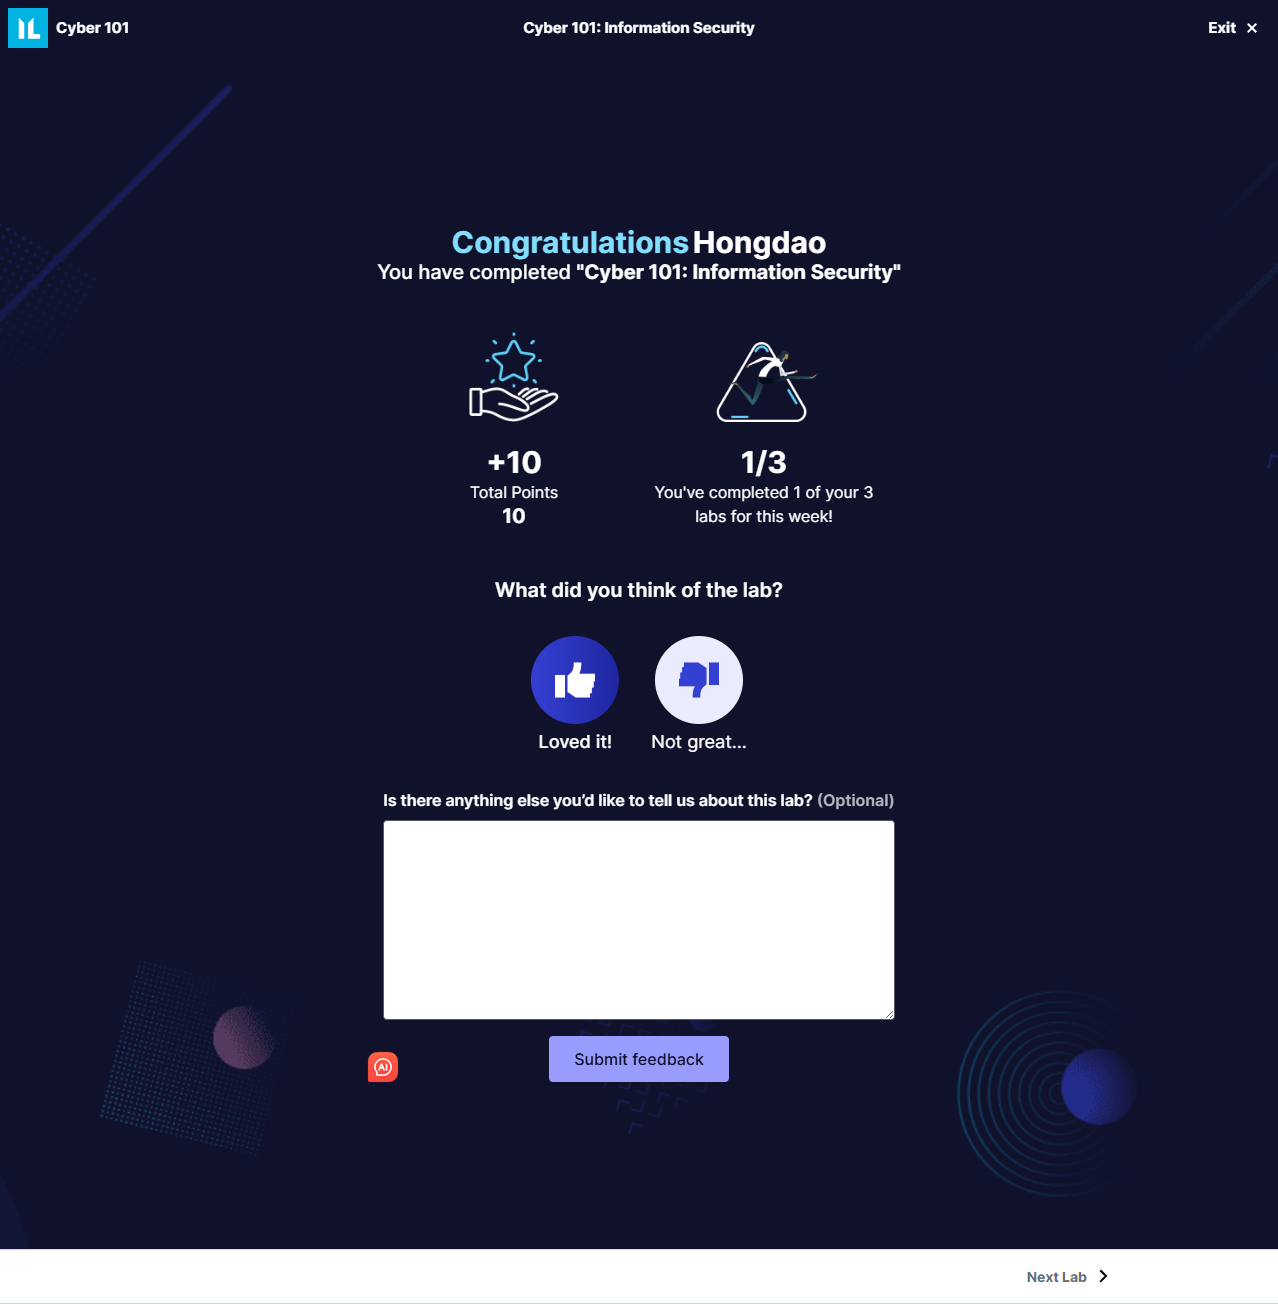 Cyber 101
Cyber 101: Information Security
Exit
Congratulations Hongdao
You have completed "Cyber 101: Information Security"
+10
Total Points
10
1/3
You've completed 1 of your 3
labs for this week!
What did you think of the lab?
Loved it!
Not great...
Is there anything else you’d like to tell us about this lab? (Optional)
AI
Submit feedback
Next Lab